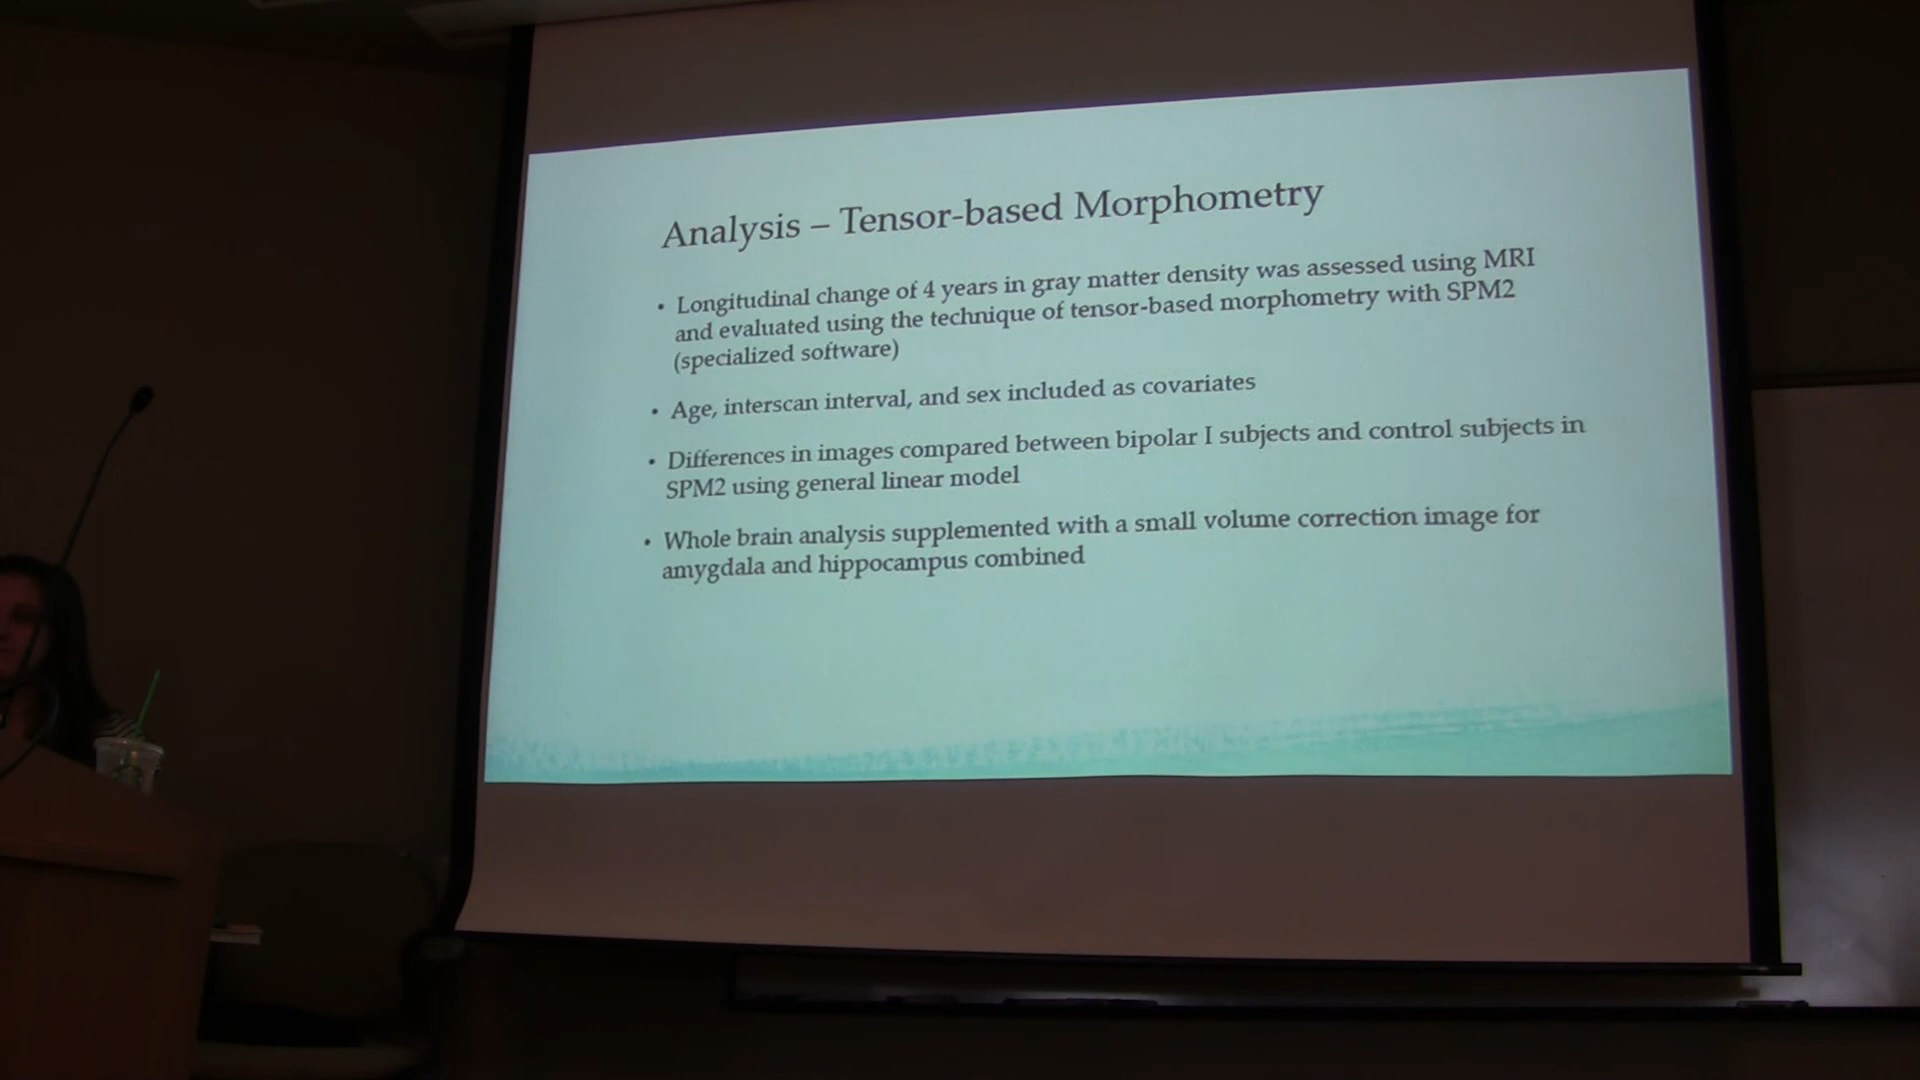 Analysis – Tensor-based Morphometry
• Longitudinal change of 4 years in gray matter density was assessed using MRI
and evaluated using the technique of tensor-based morphometry with SPM2
(specialized software)
• Age, interscan interval, and sex included as covariates
• Differences in images compared between bipolar I subjects and control subjects in
SPM2 using general linear model
• Whole brain analysis supplemented with a small volume correction image for
amygdala and hippocampus combined